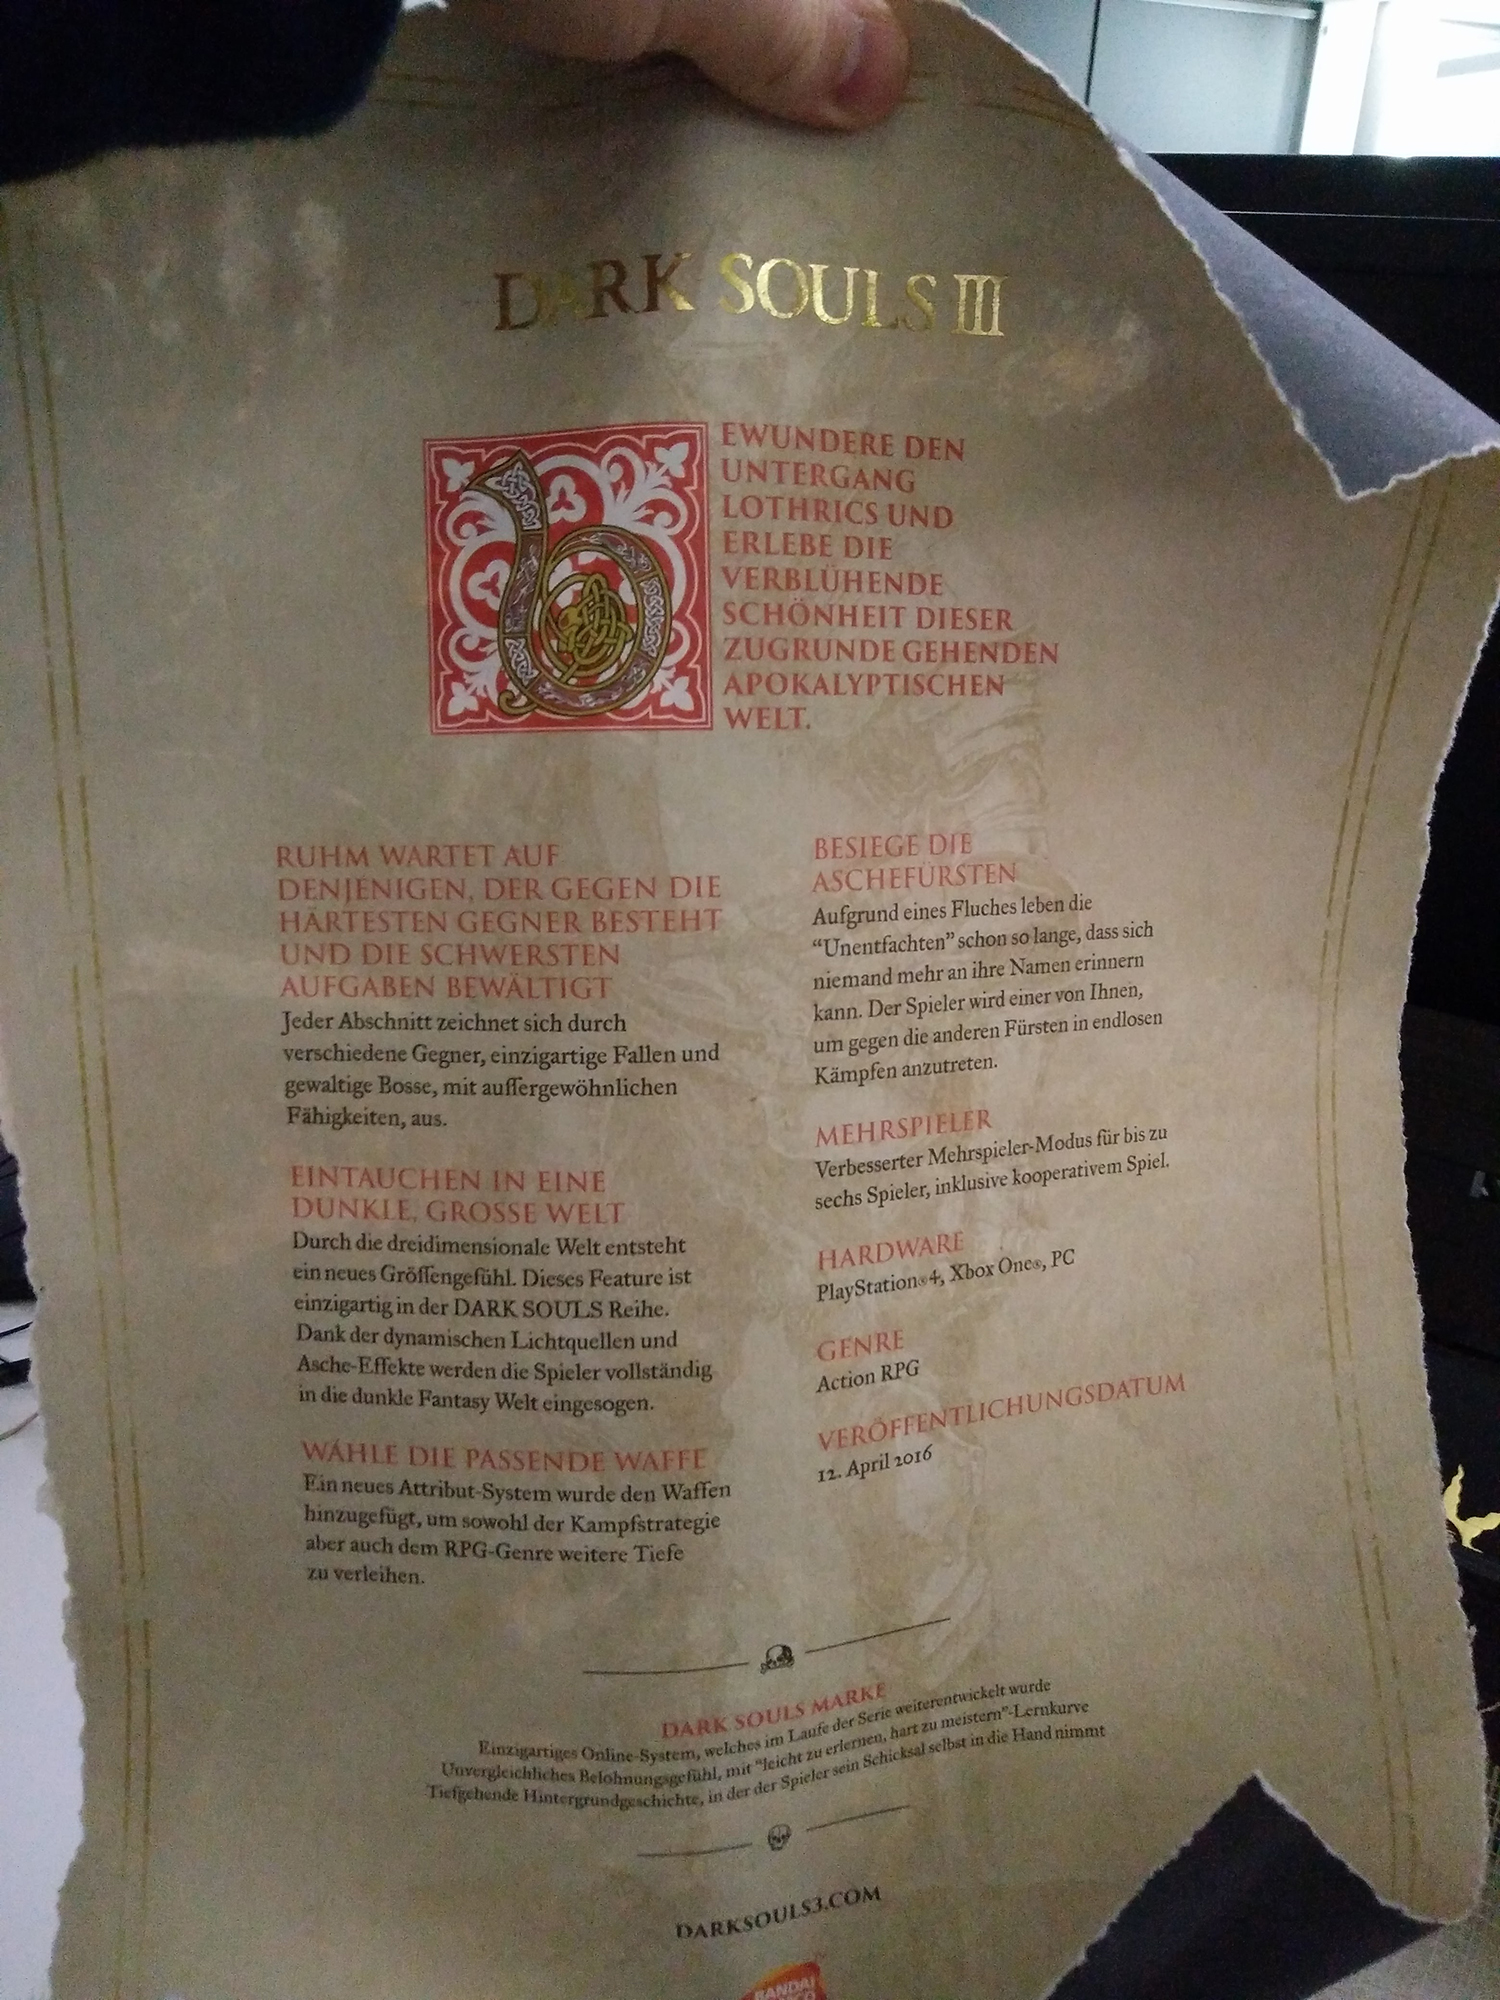 DARK SOULS III
BEWUNDERE DEN
UNTERGANG
LOTHRICS UND
ERLEBE DIE
VERBLÜHENDE
SCHÖNHEIT DIESER
ZUGRUNDE GEHENDEN
APOKALYPTISCHEN
WELT.
RUHM WARTET AUF
DENJENIGEN, DER GEGEN DIE
HÄRTESTEN GEGNER BESTEHT
UND DIE SCHWERSTEN
AUFGABEN BEWÄLTIGT
Jeder Abschnitt zeichnet sich durch
verschiedene Gegner, einzigartige Fallen und
gewaltige Bosse, mit auffergewöhnlichen
Fähigkeiten, aus.
EINTAUCHEN IN EINE
DUNKLE, GROSSE WELT
Durch die dreidimensionale Welt entsteht
ein neues Gröffengefühl. Dieses Feature ist
einzigartig in der DARK SOULS Reihe.
Dank der dynamischen Lichtquellen und
Asche-Effekte werden die Spieler vollständig
in die dunkle Fantasy Welt eingesogen.
WÄHLE DIE PASSENDE WAFFE
Ein neues Attribut-System wurde den Waffen
hinzugefügt, um sowohl der Kampfstrategie
aber auch dem RPG-Genre weitere Tiefe
zu verleihen.
BESIEGE DIE
ASCHEFÜRSTEN
Aufgrund eines Fluches leben die
“Unentfachten” schon so lange, dass sich
niemand mehr an ihre Namen erinnern
kann. Der Spieler wird einer von Ihnen,
um gegen die anderen Fürsten in endlosen
Kämpfen anzutreten.
MEHRSPIELER
Verbesserter Mehrspieler-Modus für bis zu
sechs Spieler, inklusive kooperativem Spiel.
HARDWARE
PlayStation®4, Xbox One®, PC
GENRE
Action RPG
VERÖFFENTLICHUNGSDATUM
12. April 2016
DARK SOULS MARKE
Einzigartiges Online-System, welches im Laufe der Serie weiterentwickelt wurde
Unvergleichliches Belohnungsgefühl, mit “leicht zu erlernen, hart zu meistern”-Lernkurve
Tiefgehende Hintergrundgeschichte, in der der Spieler sein Schicksal selbst in die Hand nimmt
DARKSOULS3.COM
BANDAI